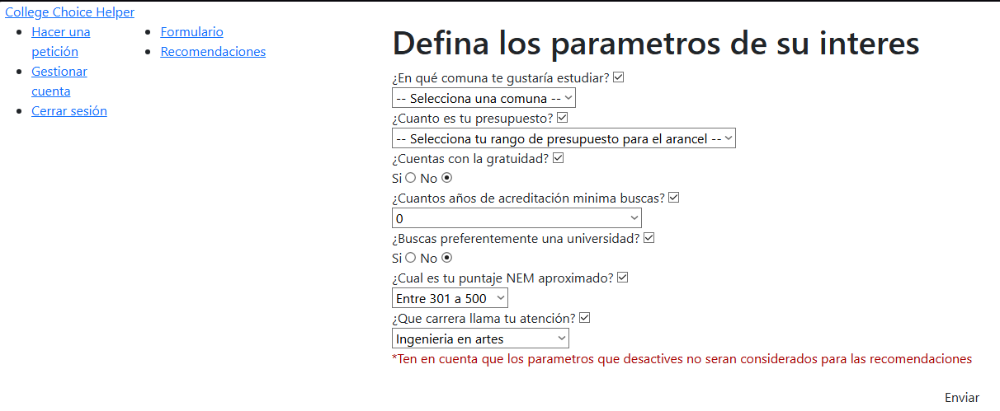 College Choice Helper
Hacer una
petición
Gestionar
cuenta
Cerrar sesión
Formulario
Recomendaciones
Defina los parametros de su interes
¿En qué comuna te gustaría estudiar?
-- Selecciona una comuna --
¿Cuanto es tu presupuesto?
-- Selecciona tu rango de presupuesto para el arancel --
¿Cuentas con la gratuidad?
Si No
¿Cuantos años de acreditación minima buscas?
0
¿Buscas preferentemente una universidad?
Si No
¿Cual es tu puntaje NEM aproximado?
Entre 301 a 500
¿Que carrera llama tu atención?
Ingenieria en artes
*Ten en cuenta que los parametros que desactives no seran considerados para las recomendaciones
Enviar